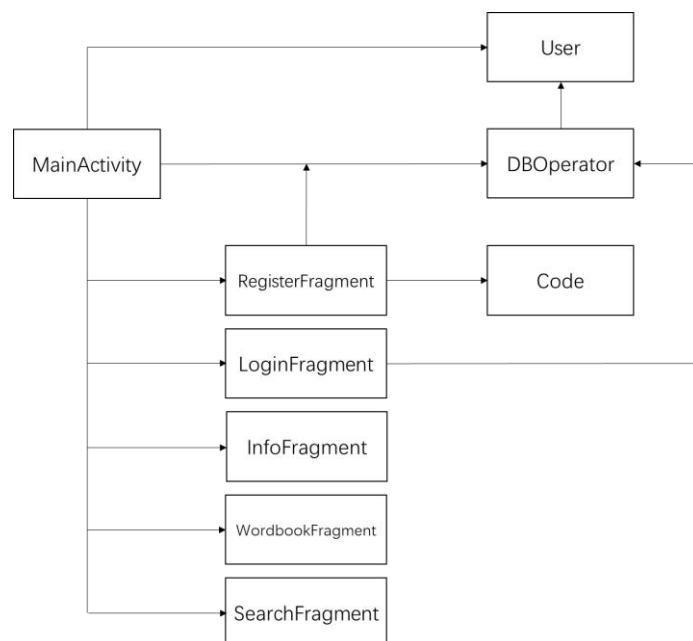 User
MainActivity
DBOperator
RegisterFragment
Code
LoginFragment
InfoFragment
WordbookFragment
SearchFragment